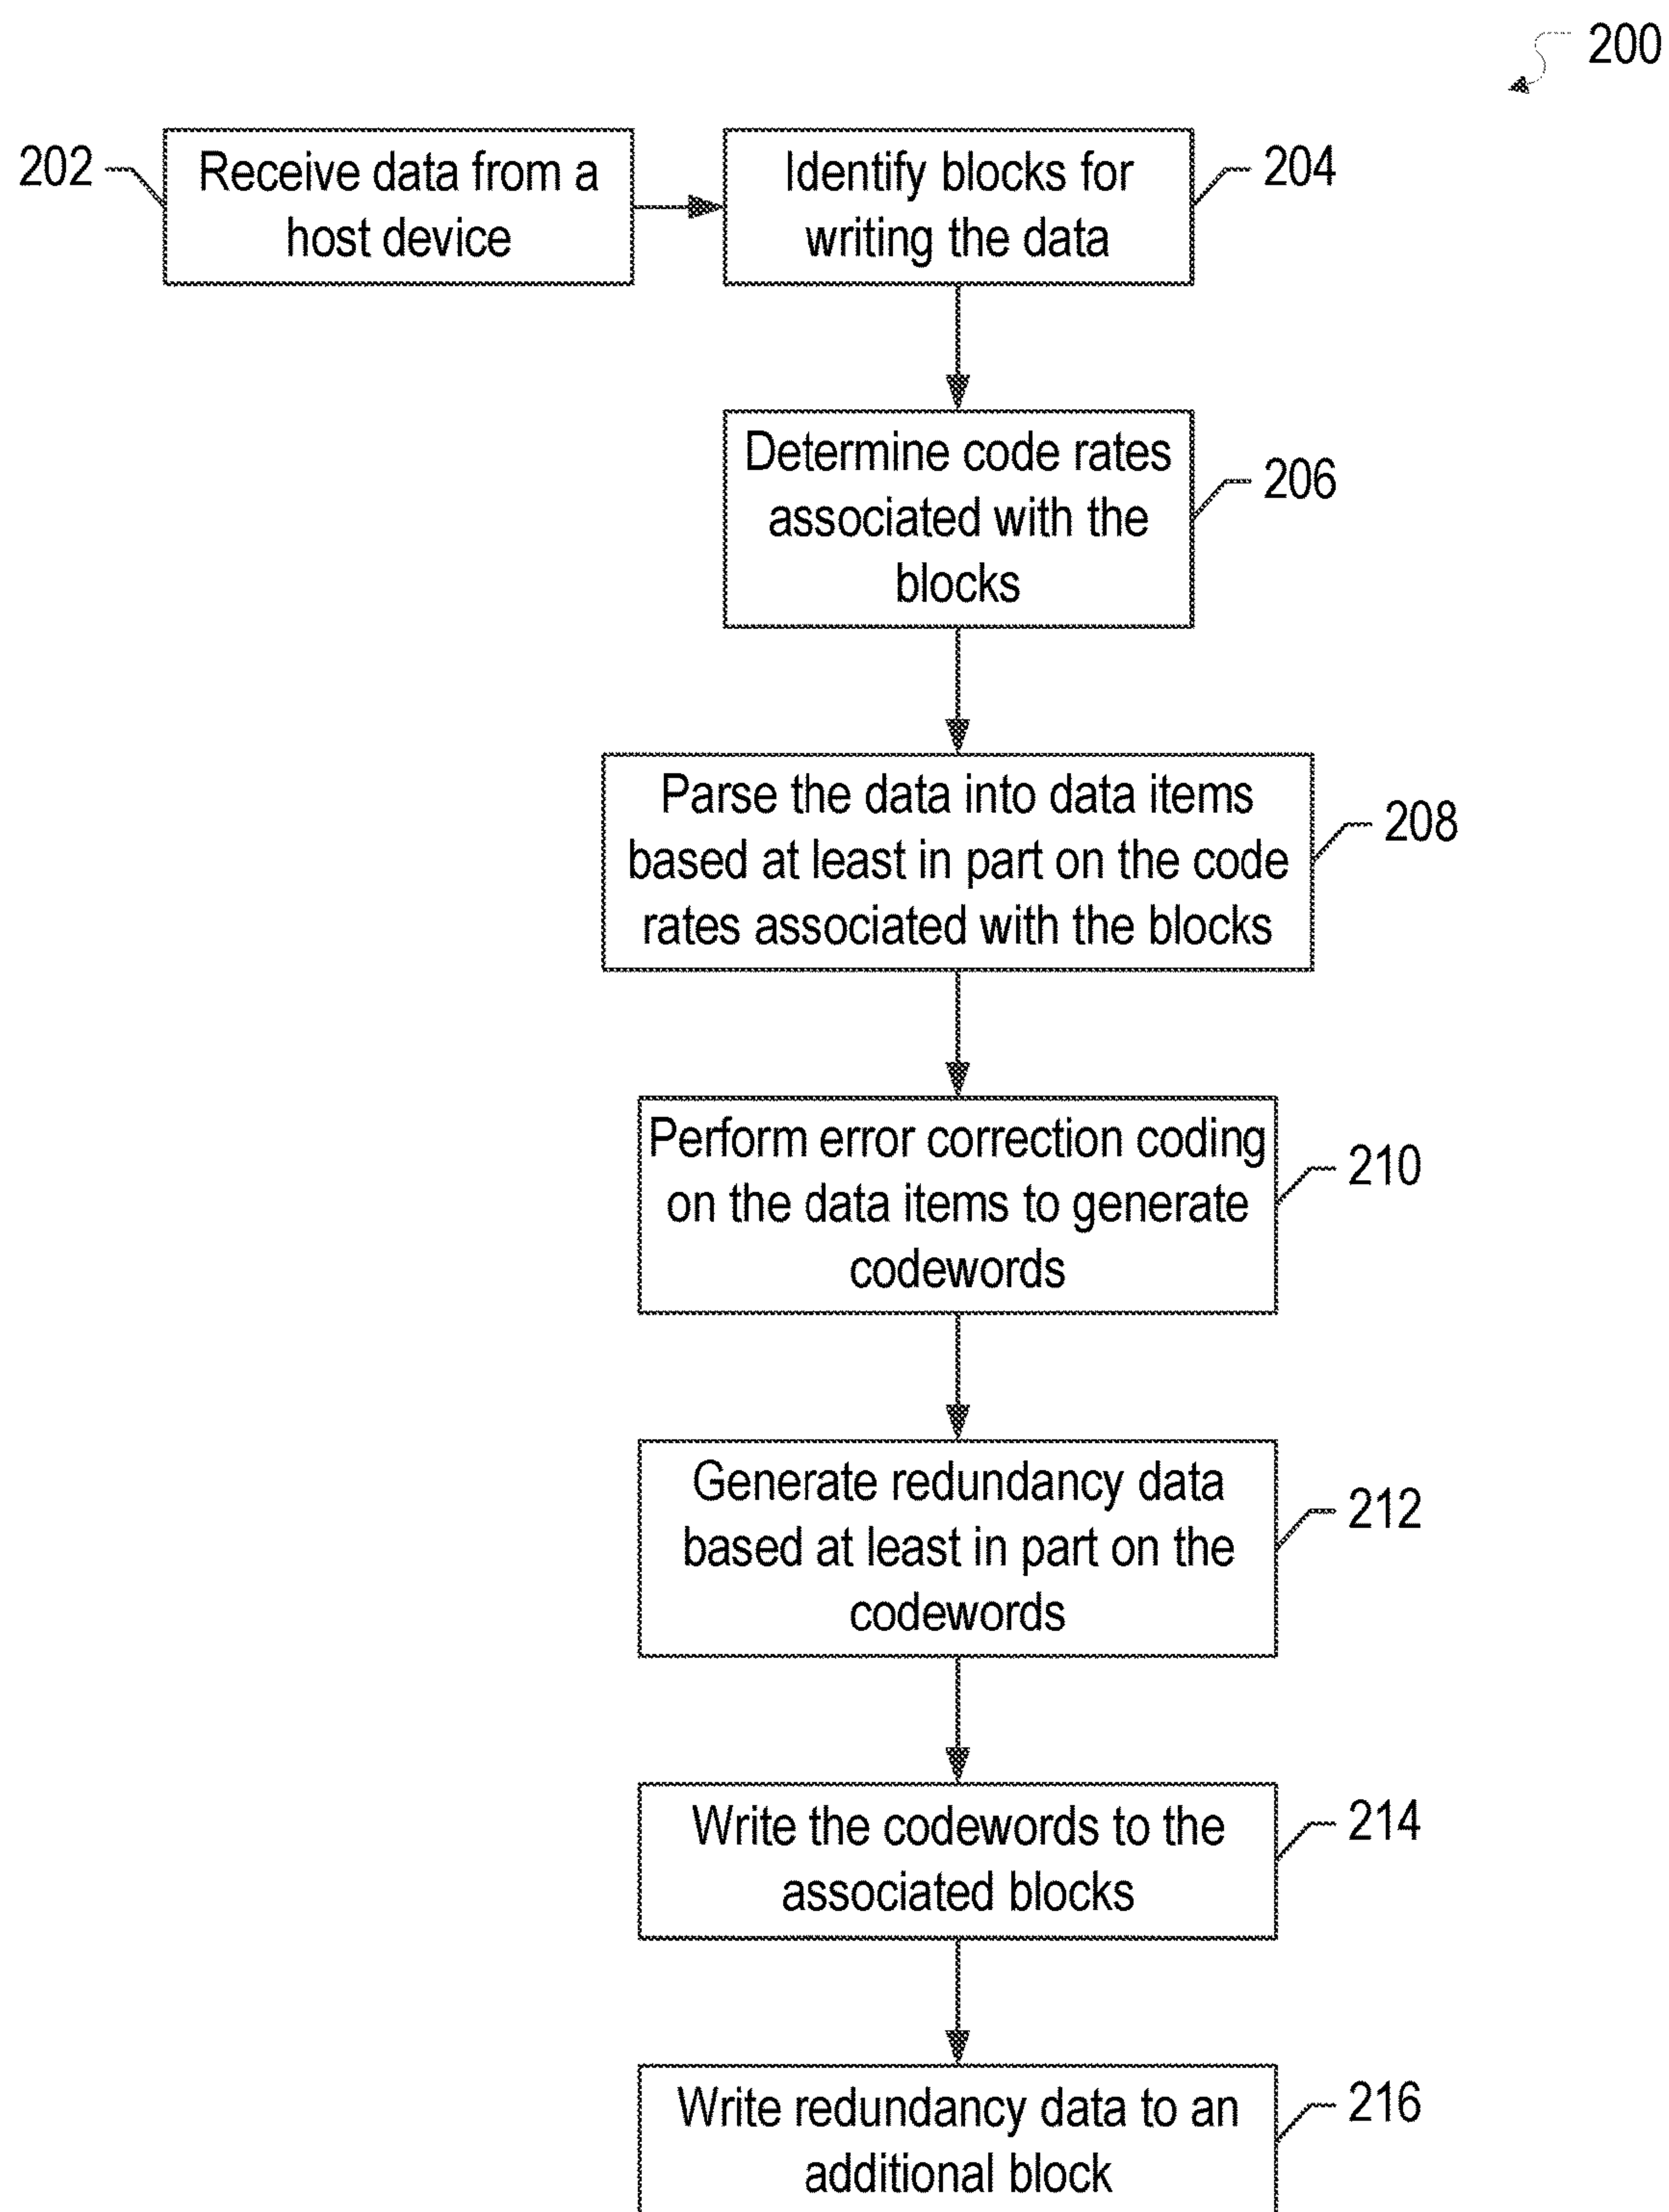 200
202
Receive data from a
host device
Identify blocks for
writing the data
204
Determine code rates
associated with the
blocks
206
Parse the data into data items
based at least in part on the code
rates associated with the blocks
208
Perform error correction coding
on the data items to generate
codewords
210
Generate redundancy data
based at least in part on the
codewords
212
Write the codewords to the
associated blocks
214
Write redundancy data to an
additional block
216